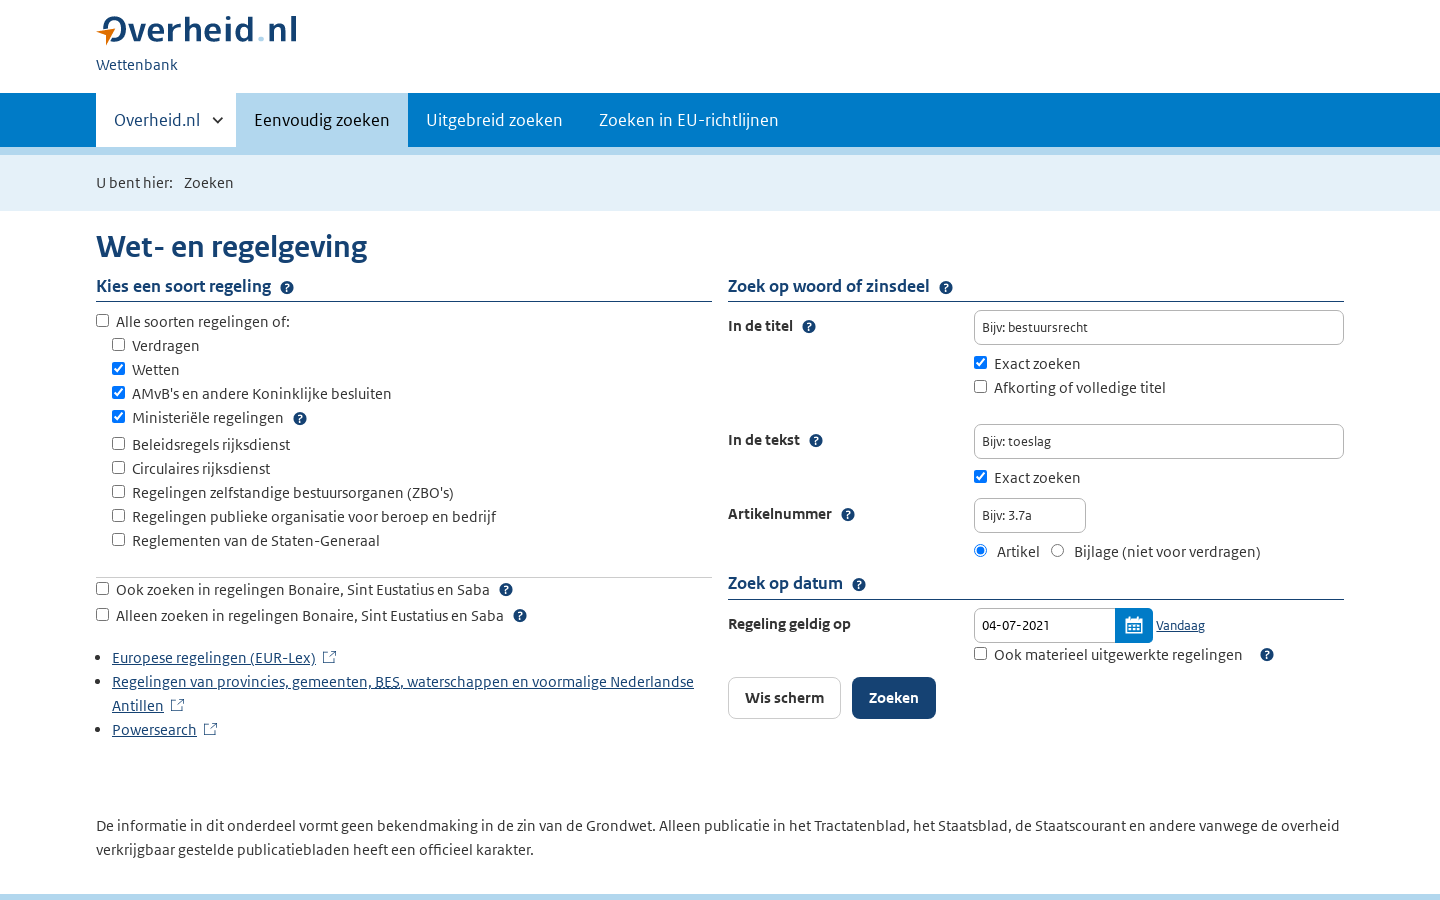 Overheid.nl
Wettenbank
Overheid.nl
Eenvoudig zoeken
Uitgebreid zoeken
Zoeken in EU-richtlijnen
U bent hier: Zoeken
Wet- en regelgeving
Kies een soort regeling
Alle soorten regelingen of:
Verdragen
Wetten
AMvB's en andere Koninklijke besluiten
Ministeriële regelingen
Beleidsregels rijksdienst
Circulaires rijksdienst
Regelingen zelfstandige bestuursorganen (ZBO's)
Regelingen publieke organisatie voor beroep en bedrijf
Reglementen van de Staten-Generaal
Ook zoeken in regelingen Bonaire, Sint Eustatius en Saba
Alleen zoeken in regelingen Bonaire, Sint Eustatius en Saba
Europese regelingen (EUR-Lex)
Regelingen van provincies, gemeenten, BES, waterschappen en voormalige Nederlandse
Antillen
Powersearch
Zoek op woord of zinsdeel
In de titel
Bijv: bestuursrecht
Exact zoeken
Afkorting of volledige titel
In de tekst
Bijv: toeslag
Exact zoeken
Artikelnummer
Bijv: 3.7a
Artikel
Bijlage (niet voor verdragen)
Zoek op datum
Regeling geldig op
04-07-2021
Vandaag
Ook materieel uitgewerkte regelingen
Wis scherm
Zoeken
De informatie in dit onderdeel vormt geen bekendmaking in de zin van de Grondwet. Alleen publicatie in het Tractatenblad, het Staatsblad, de Staatscourant en andere vanwege de overheid
verkrijgbaar gestelde publicatiebladen heeft een officieel karakter.